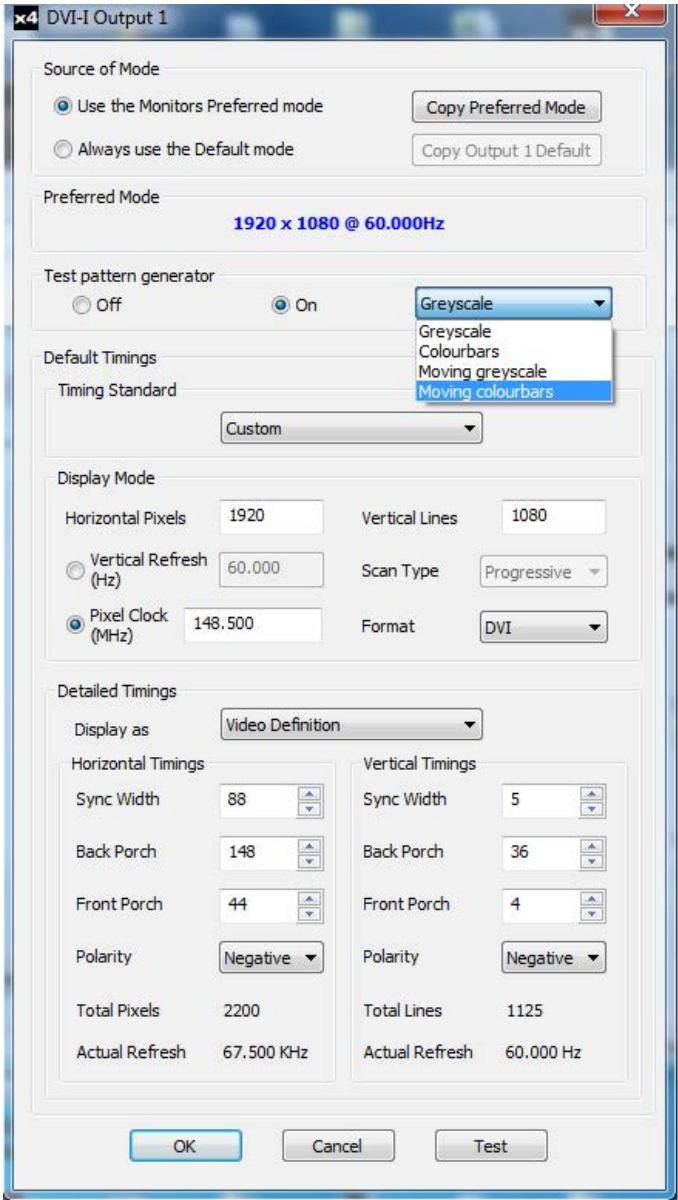 x4 DVI-I Output 1
x
Source of Mode
Use the Monitors Preferred mode Copy Preferred Mode
Always use the Default mode Copy Output 1 Default
Preferred Mode
1920 x 1080 @ 60.000Hz
Test pattern generator
Off On Greyscale
Greyscale
Colourbars
Moving greyscale
Moving colourbars
Default Timings
Timing Standard
Custom
Display Mode
Horizontal Pixels 1920 Vertical Lines 1080
Vertical Refresh (Hz) 60.000 Scan Type Progressive
Pixel Clock (MHz) 148.500 Format DVI
Detailed Timings
Display as Video Definition
Horizontal Timings Vertical Timings
Sync Width 88 Sync Width 5
Back Porch 148 Back Porch 36
Front Porch 44 Front Porch 4
Polarity Negative Polarity Negative
Total Pixels 2200 Total Lines 1125
Actual Refresh 67.500 KHz Actual Refresh 60.000 Hz
OK Cancel Test